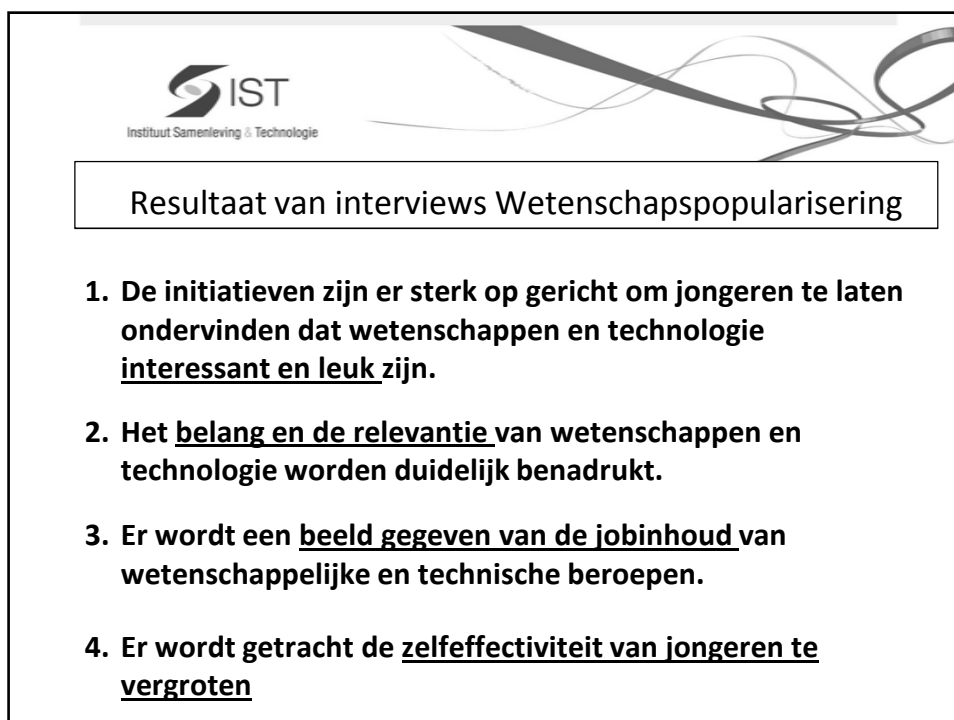 IST
Instituut Samenleving & Technologie
Resultaat van interviews Wetenschapspopularisering
1. De initiatieven zijn er sterk op gericht om jongeren te laten
ondervinden dat wetenschappen en technologie
interessant en leuk zijn.
2. Het belang en de relevantie van wetenschappen en
technologie worden duidelijk benadrukt.
3. Er wordt een beeld gegeven van de jobinhoud van
wetenschappelijke en technische beroepen.
4. Er wordt getracht de zelfeffectiviteit van jongeren te
vergroten